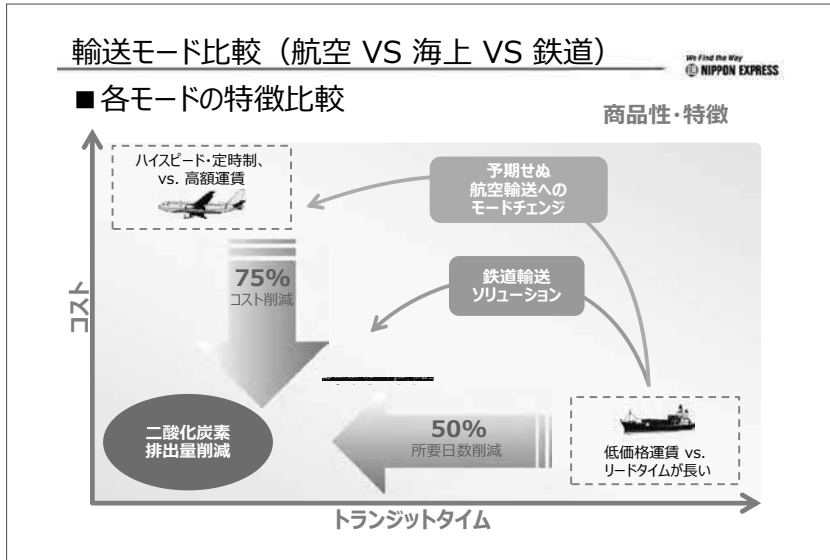 輸送モード比較（航空 VS 海上 VS 鉄道）
We Find the Way
NIPPON EXPRESS
■各モードの特徴比較
商品性・特徴
ハイスピード・定時制、
vs. 高額運賃
予期せぬ
航空輸送への
モードチェンジ
75%
コスト削減
鉄道輸送
ソリューション
コスト
二酸化炭素
排出量削減
50%
所要日数削減
低価格運賃 vs.
リードタイムが長い
トランジットタイム